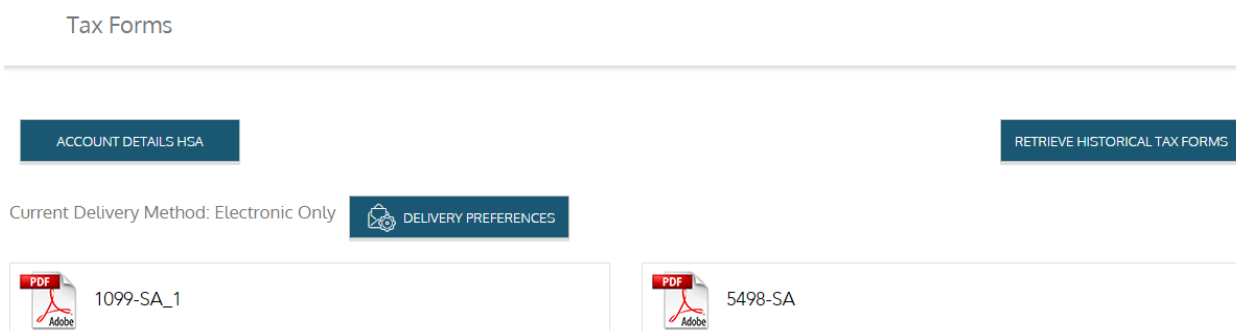 Tax Forms
ACCOUNT DETAILS HSA
RETRIEVE HISTORICAL TAX FORMS
Current Delivery Method: Electronic Only
DELIVERY PREFERENCES
PDF
Adobe
1099-SA_1
PDF
Adobe
5498-SA